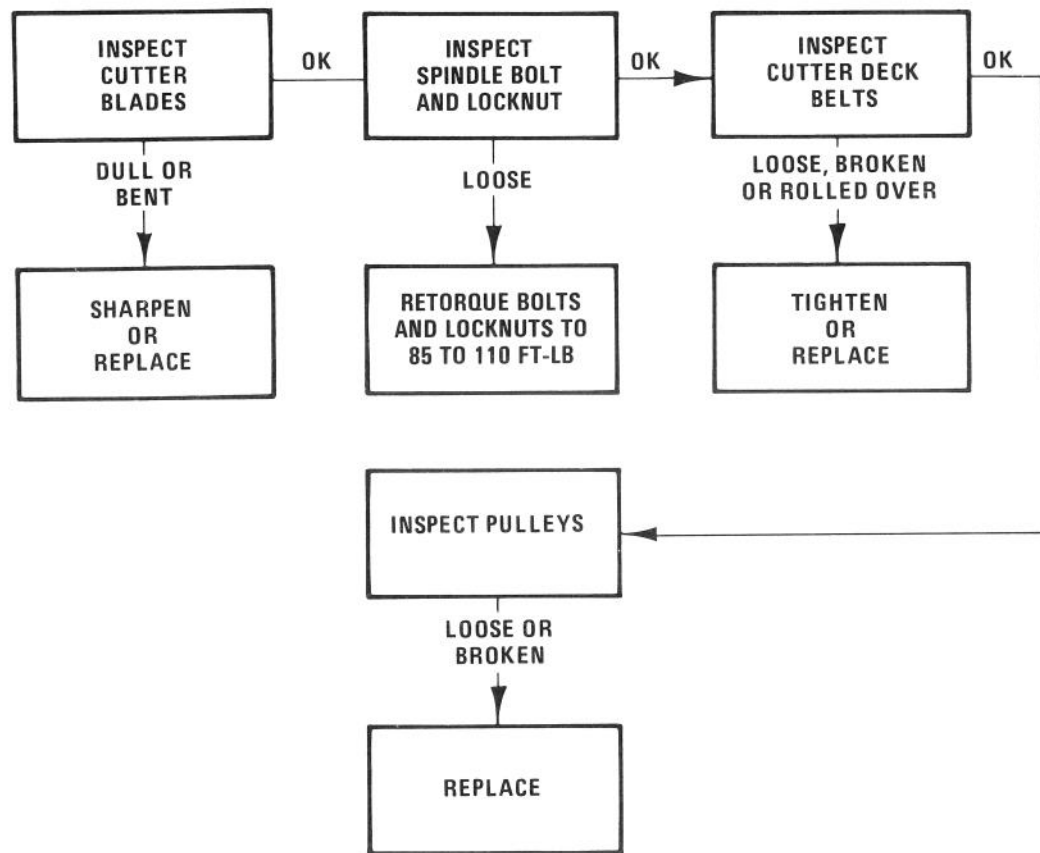 INSPECT
CUTTER
BLADES
OK
INSPECT
SPINDLE BOLT
AND LOCKNUT
OK
INSPECT
CUTTER DECK
BELTS
OK
DULL OR
BENT
LOOSE
LOOSE, BROKEN
OR ROLLED OVER
SHARPEN
OR
REPLACE
RETORQUE BOLTS
AND LOCKNUTS TO
85 TO 110 FT-LB
TIGHTEN
OR
REPLACE
INSPECT PULLEYS
LOOSE OR
BROKEN
REPLACE